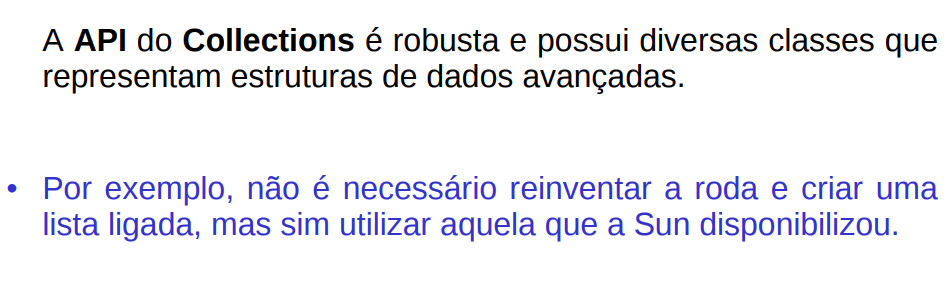 A API do Collections é robusta e possui diversas classes que
representam estruturas de dados avançadas.
• Por exemplo, não é necessário reinventar a roda e criar uma
lista ligada, mas sim utilizar aquela que a Sun disponibilizou.